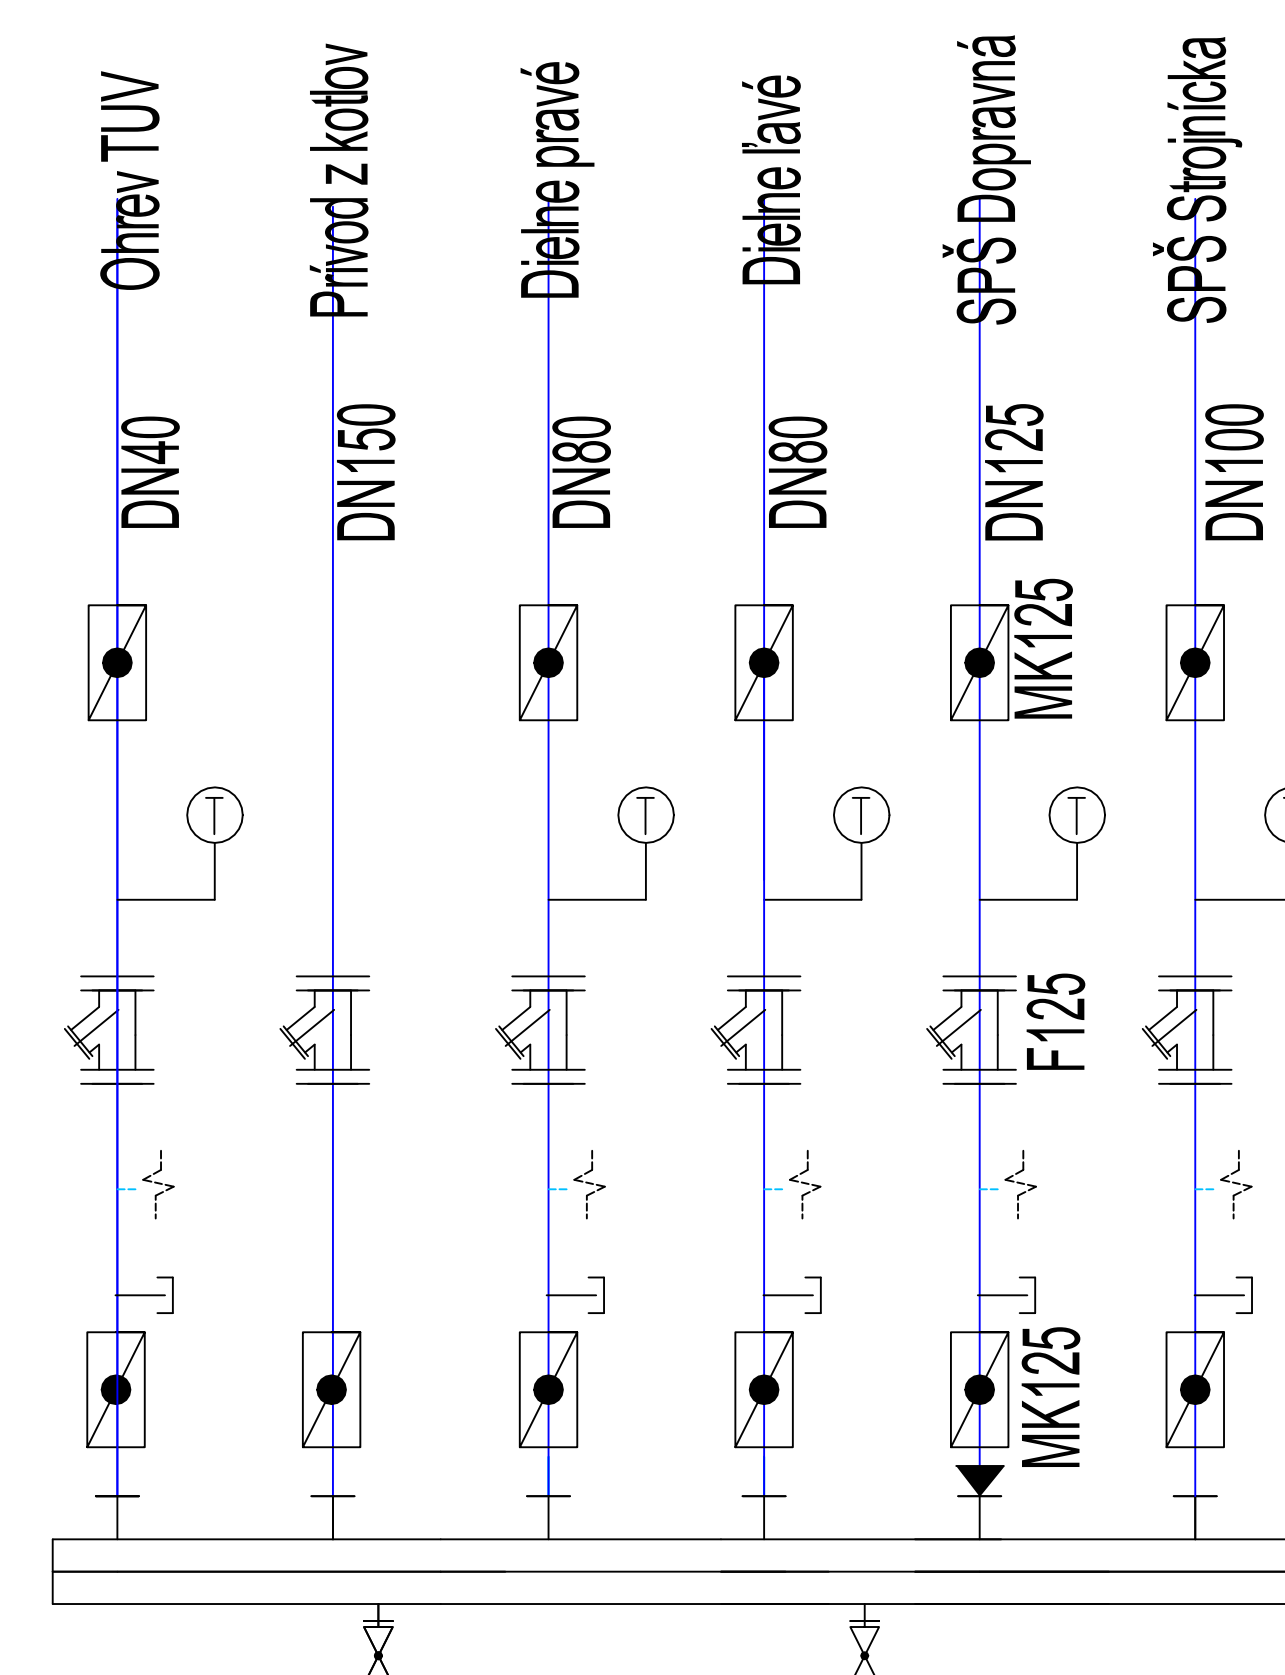 Ohrev TUV
Prívod z kotlov
Dielne pravé
Dielne ľavé
SPŠ Dopravná
SPŠ Strojnícka
DN40
DN150
DN80
DN80
DN125
DN100
MK125
T
T
T
T
F125
MK125